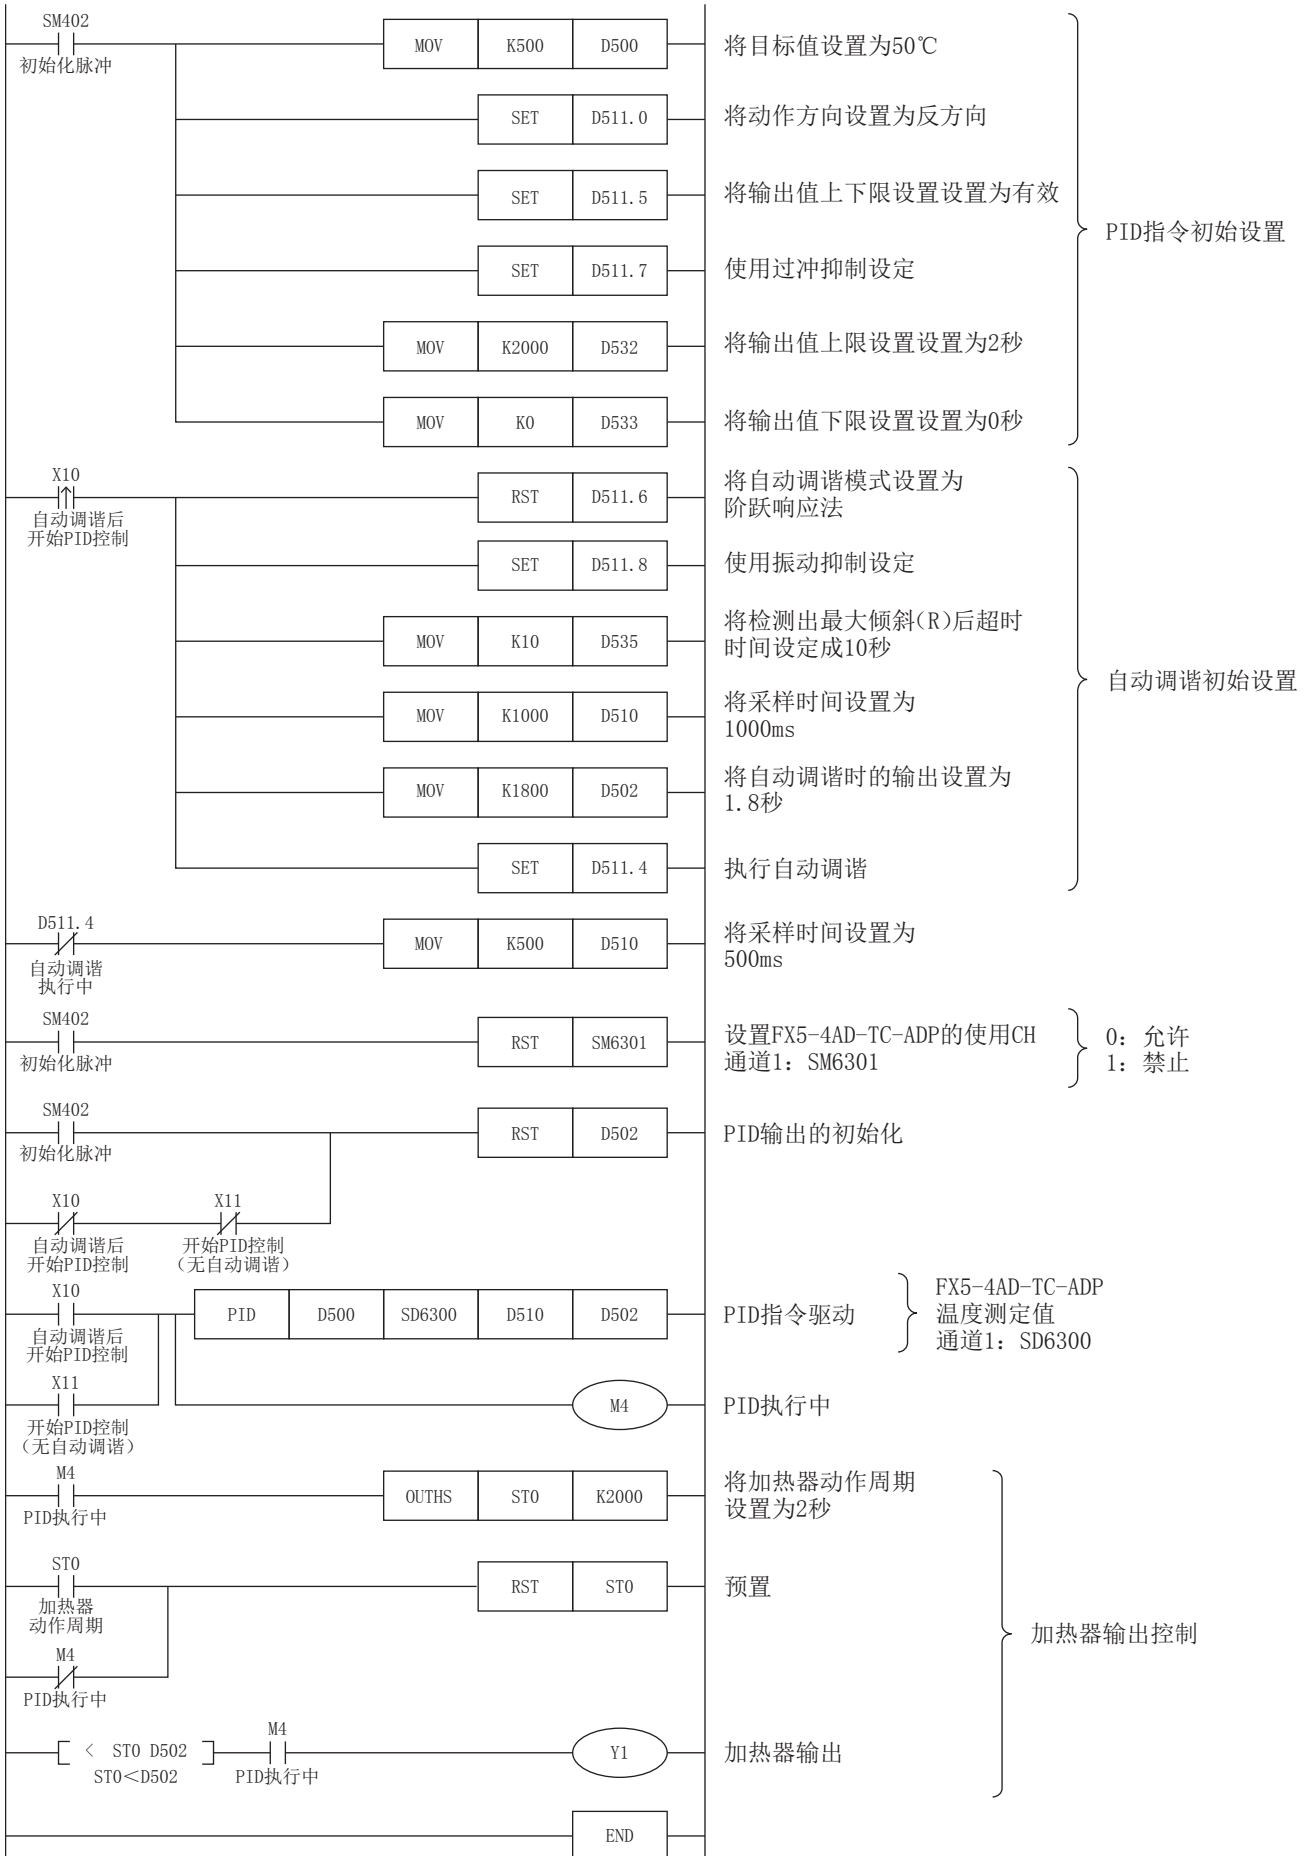 SM402
初始化脉冲
MOV K500 D500
将目标值设置为50℃
SET D511.0
将动作方向设置为反方向
SET D511.5
将输出值上下限设置设置为有效
PID指令初始设置
SET D511.7
使用过冲抑制设定
MOV K2000 D532
将输出值上限设置设置为2秒
MOV K0 D533
将输出值下限设置设置为0秒
X10
自动调谐后
开始PID控制
RST D511.6
将自动调谐模式设置为
阶跃响应法
SET D511.8
使用振动抑制设定
MOV K10 D535
将检测出最大倾斜(R)后超时
时间设定成10秒
自动调谐初始设置
MOV K1000 D510
将采样时间设置为
1000ms
MOV K1800 D502
将自动调谐时的输出设置为
1.8秒
SET D511.4
执行自动调谐
D511.4
自动调谐
执行中
MOV K500 D510
将采样时间设置为
500ms
SM402
初始化脉冲
RST SM6301
设置FX5-4AD-TC-ADP的使用CH
通道1：SM6301
0：允许
1：禁止
SM402
初始化脉冲
RST D502
PID输出的初始化
X10
自动调谐后
开始PID控制
X11
开始PID控制
（无自动调谐）
X10
自动调谐后
开始PID控制
PID D500 SD6300 D510 D502
PID指令驱动
FX5-4AD-TC-ADP
温度测定值
通道1：SD6300
X11
开始PID控制
（无自动调谐）
M4
PID执行中
M4
PID执行中
OUTHS ST0 K2000
将加热器动作周期
设置为2秒
ST0
加热器
动作周期
RST ST0
预置
加热器输出控制
M4
PID执行中
< ST0 D502
ST0＜D502
M4
PID执行中
Y1
加热器输出
END